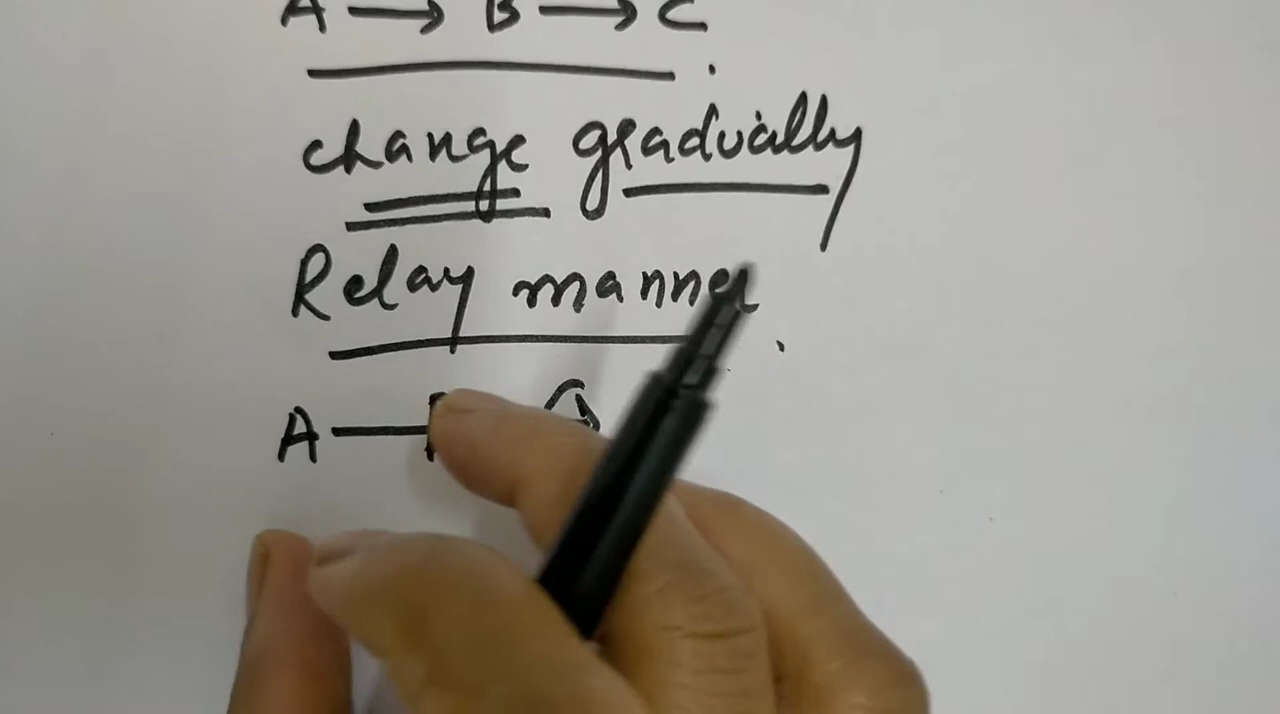 A → B → C
change gradually
Relay manner
A —